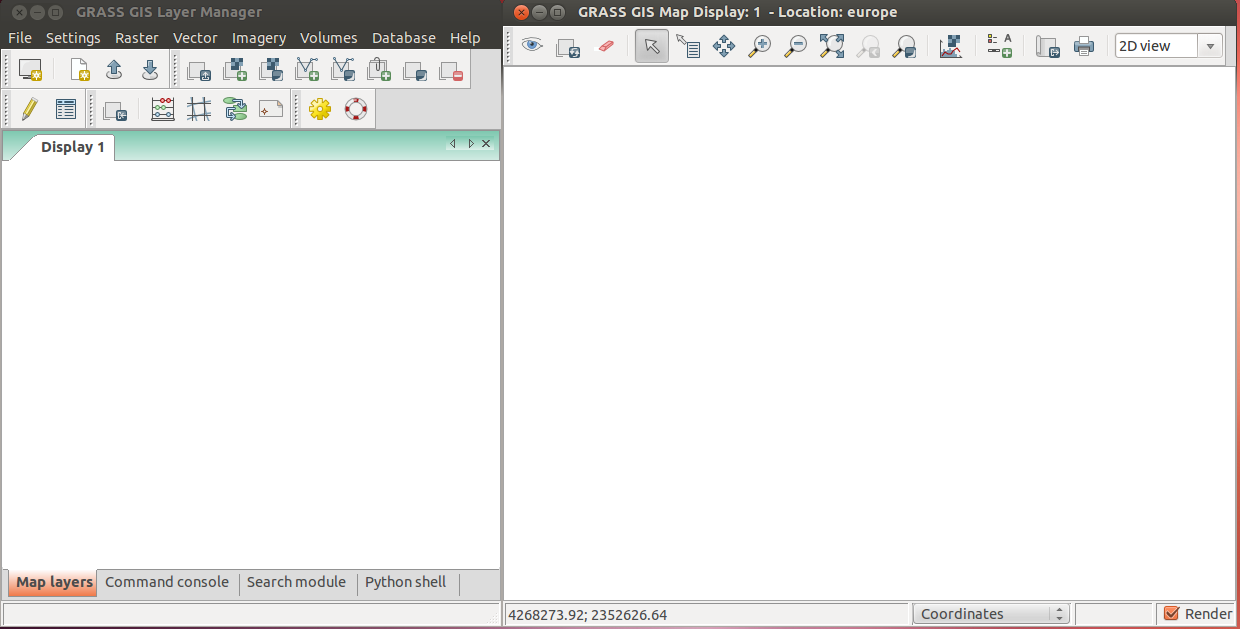 GRASS GIS Layer Manager
File Settings Raster Vector Imagery Volumes Database Help
Display 1
Map layers Command console Search module Python shell
GRASS GIS Map Display: 1 - Location: europe
2D view
4268273.92; 2352626.64 Coordinates Render